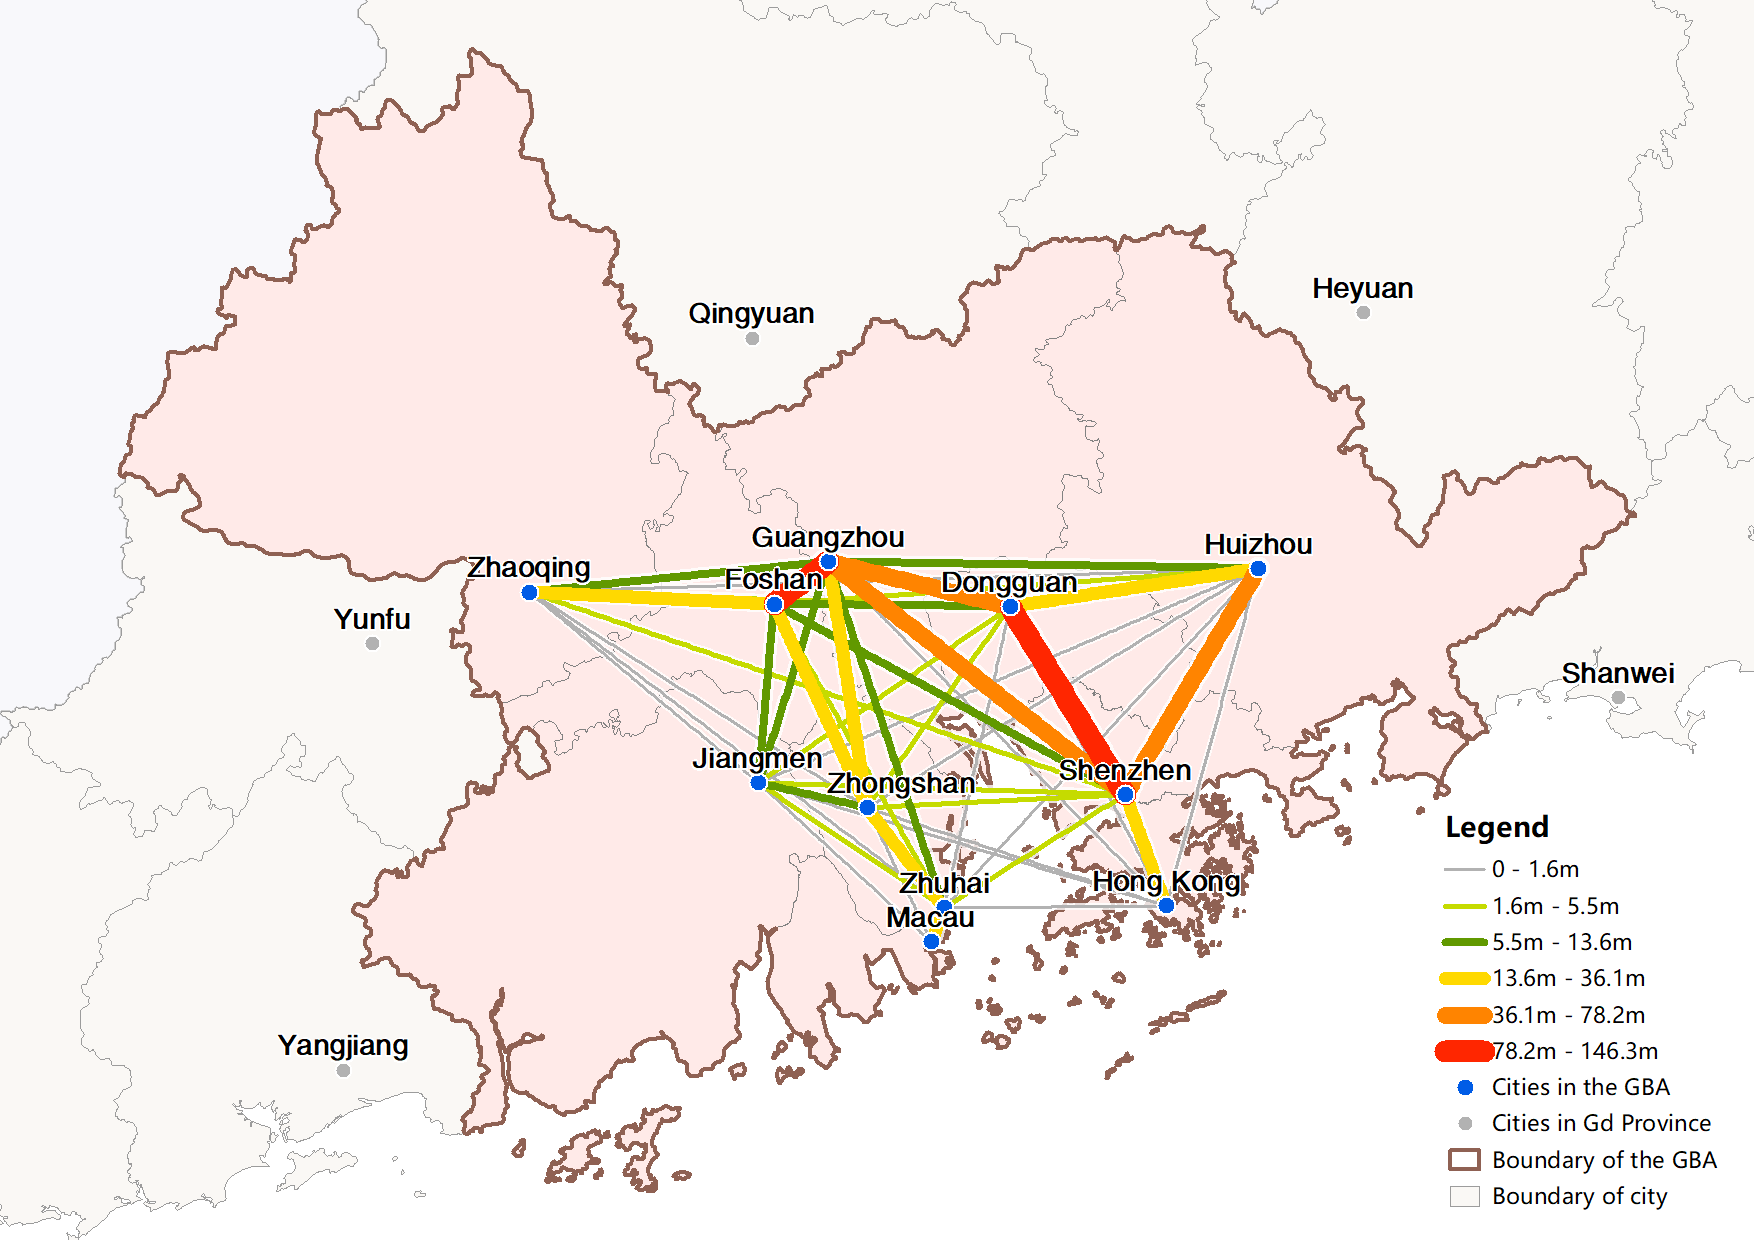 Heyuan
Qingyuan
Guangzhou
Huizhou
Zhaoqing
Foshan
Dongguan
Yunfu
Shanwei
Jiangmen
Shenzhen
Zhongshan
Zhuhai
Hong Kong
Macau
Yangjiang
Legend
0 - 1.6m
1.6m - 5.5m
5.5m - 13.6m
13.6m - 36.1m
36.1m - 78.2m
78.2m - 146.3m
Cities in the GBA
Cities in Gd Province
Boundary of the GBA
Boundary of city